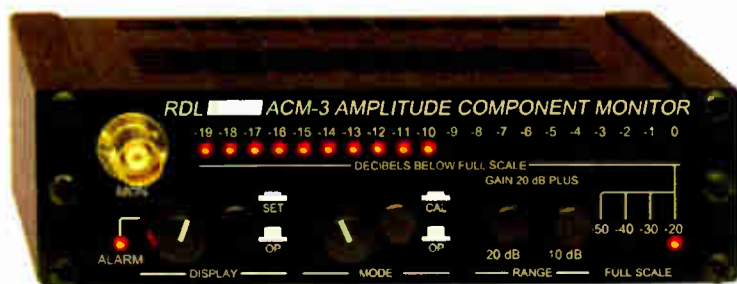 RDL ACM-3 AMPLITUDE COMPONENT MONITOR
-19 -18 -17 -16 -15 -14 -13 -12 -11 -10 -9 -8 -7 -6 -5 -4 -3 -2 -1 0
DECIBELS BELOW FULL SCALE
MON
GAIN 20 dB PLUS
SET CAL
-50 -40 -30 -20
OP OP
ALARM 20 dB 10 dB
DISPLAY MODE RANGE FULL SCALE